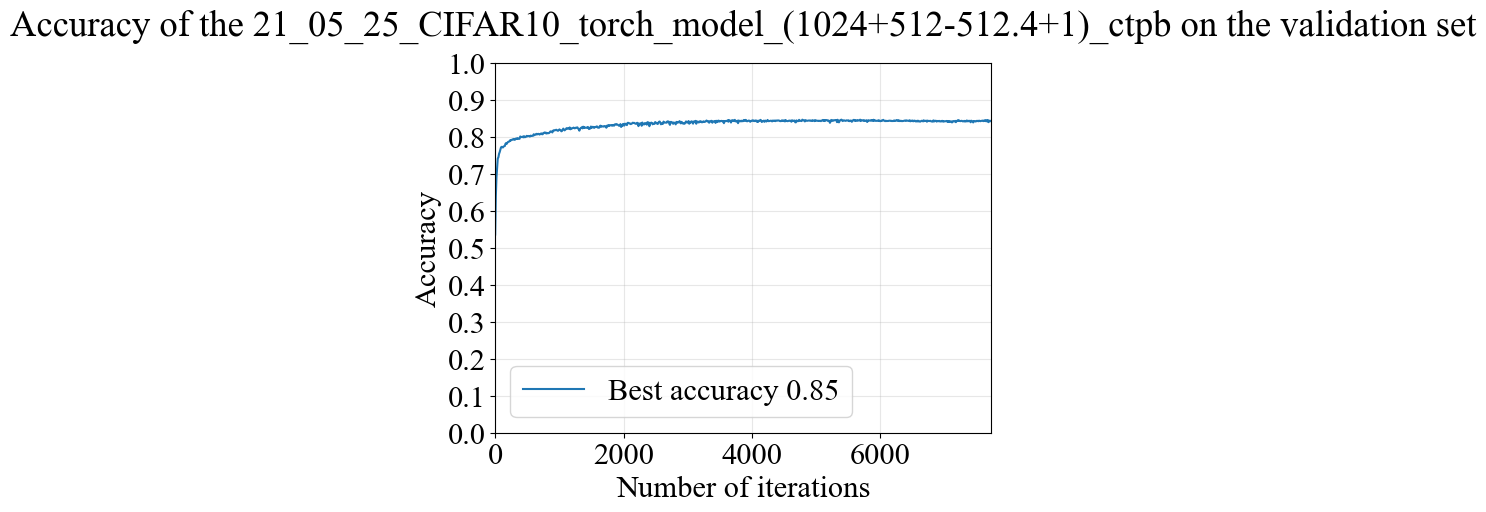 Accuracy of the 21_05_25_CIFAR10_torch_model_(1024+512-512.4+1)_ctpb on the validation set
1.0
0.9
0.8
0.7
0.6
0.5
0.4
0.3
0.2
0.1
0.0
Accuracy
Best accuracy 0.85
0 2000 4000 6000
Number of iterations